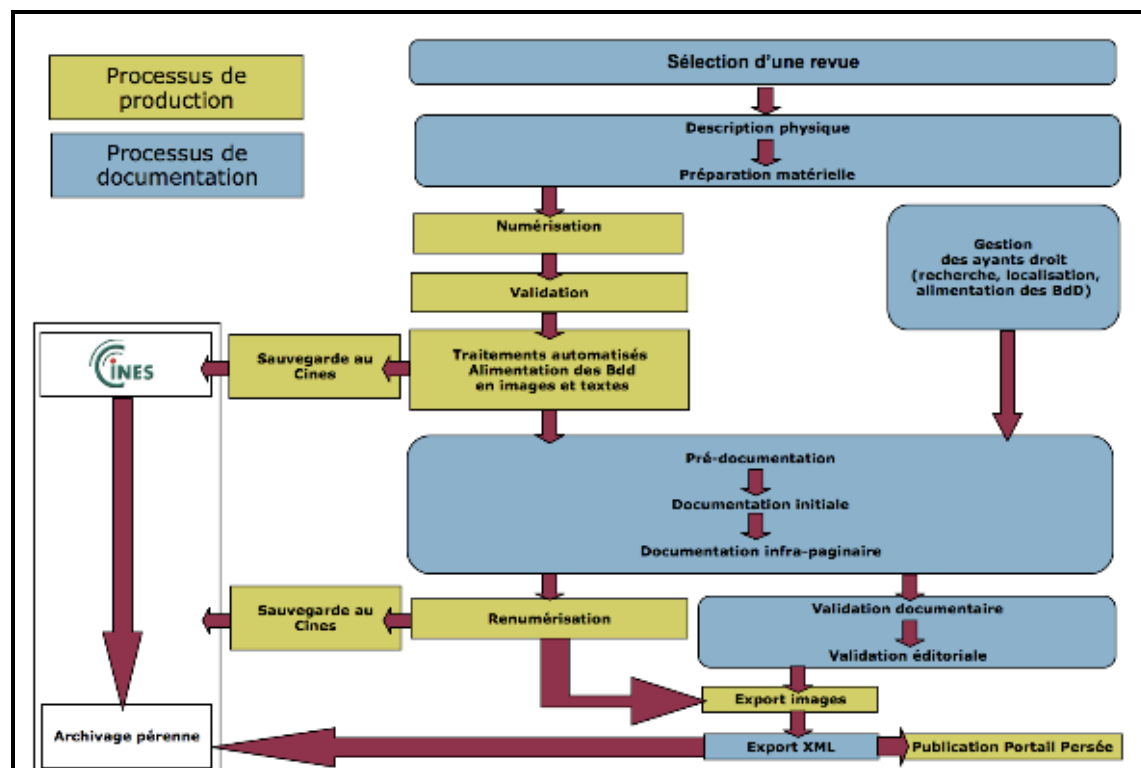 Processus de
production
Processus de
documentation
Sélection d'une revue
Description physique
Préparation matérielle
Numérisation
Validation
Gestion
des ayants droit
(recherche, localisation,
alimentation des BdD)
CINES
Sauvegarde au
Cines
Traitements automatisés
Alimentation des Bdd
en images et textes
Pré-documentation
Documentation initiale
Documentation infra-paginaire
Sauvegarde au
Cines
Renumérisation
Validation documentaire
Validation éditoriale
Export images
Archivage pérenne
Export XML
Publication Portail Persée